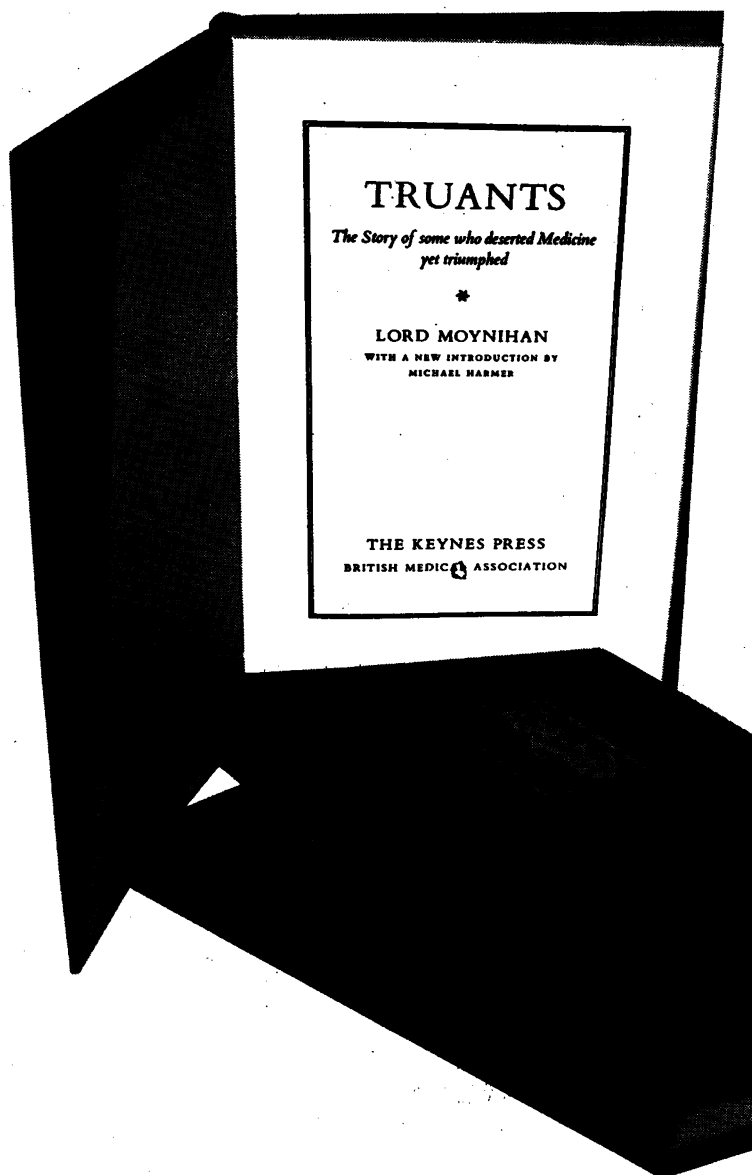 TRUANTS
The Story of some who deserted Medicine
yet triumphed
*
LORD MOYNIHAN
WITH A NEW INTRODUCTION BY
MICHAEL HARMER
THE KEYNES PRESS
BRITISH MEDICAL ASSOCIATION